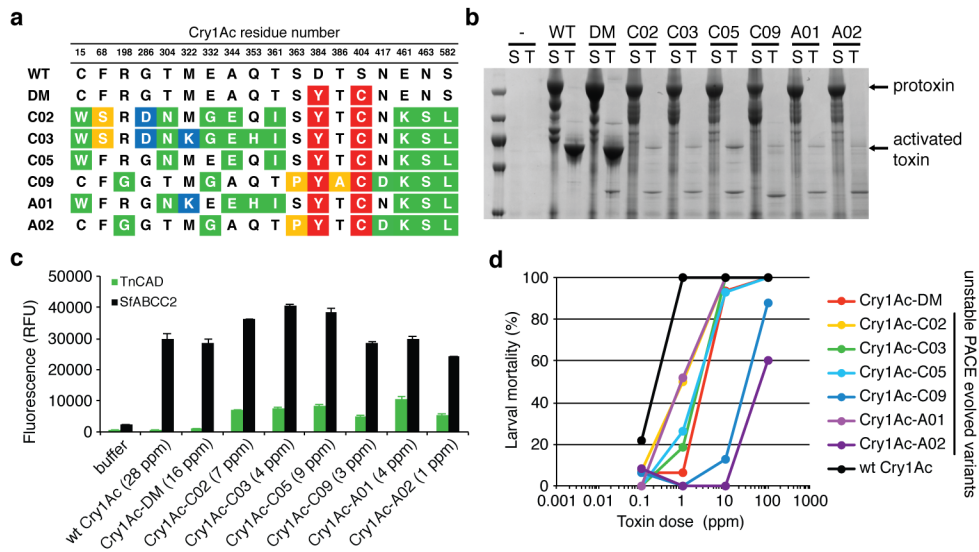 a
Cry1Ac residue number
15 68 198 286 304 322 332 344 353 361 363 384 386 404 417 461 463 582
WT C F R G T M E A Q T S D T S N E N S
DM C F R G T M E A Q T S Y T C N E N S
C02 W S R D N M G E Q I S Y T C N K S L
C03 W S R D N K G E H I S Y T C N K S L
C05 W F R G N M E E Q I S Y T C N K S L
C09 C F G G T M G A Q T P Y A C D K S L
A01 W F R G N K E E H I S Y T C N K S L
A02 C F G G T M G A Q T P Y T C D K S L
b
- WT DM C02 C03 C05 C09 A01 A02
S T S T S T S T S T S T S T S T S T
protoxin
activated
toxin
c
Fluorescence (RFU)
50000
40000
30000
20000
10000
0
TnCAD
SfABCC2
buffer
wt Cry1Ac (28 ppm)
Cry1Ac-DM (16 ppm)
Cry1Ac-C02 (7 ppm)
Cry1Ac-C03 (4 ppm)
Cry1Ac-C05 (9 ppm)
Cry1Ac-C09 (3 ppm)
Cry1Ac-A01 (4 ppm)
Cry1Ac-A02 (1 ppm)
d
Larval mortality (%)
100
80
60
40
20
0
0.001 0.01 0.1 1 10 100 1000
Toxin dose (ppm)
Cry1Ac-DM
Cry1Ac-C02
Cry1Ac-C03
Cry1Ac-C05
Cry1Ac-C09
Cry1Ac-A01
Cry1Ac-A02
wt Cry1Ac
unstable PACE evolved variants